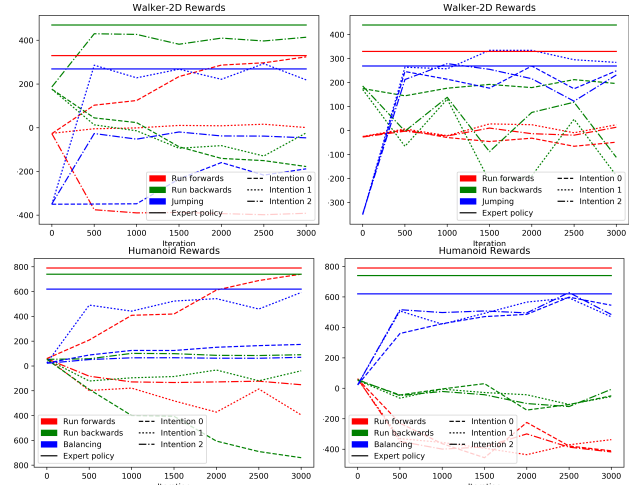 Walker-2D Rewards
400
200
0
-200
-400
Run forwards
Run backwards
Jumping
Expert policy
Intention 0
Intention 1
Intention 2
0 500 1000 1500 2000 2500 3000
Iteration
Walker-2D Rewards
400
300
200
100
0
-100
-200
-300
Run forwards
Run backwards
Jumping
Expert policy
Intention 0
Intention 1
Intention 2
0 500 1000 1500 2000 2500 3000
Iteration
Humanoid Rewards
800
600
400
200
0
200
400
600
800
Run forwards
Run backwards
Balancing
Expert policy
Intention 0
Intention 1
Intention 2
0 500 1000 1500 2000 2500 3000
Humanoid Rewards
800
600
400
200
0
-200
-400
Run forwards
Run backwards
Balancing
Expert policy
Intention 0
Intention 1
Intention 2
0 500 1000 1500 2000 2500 3000